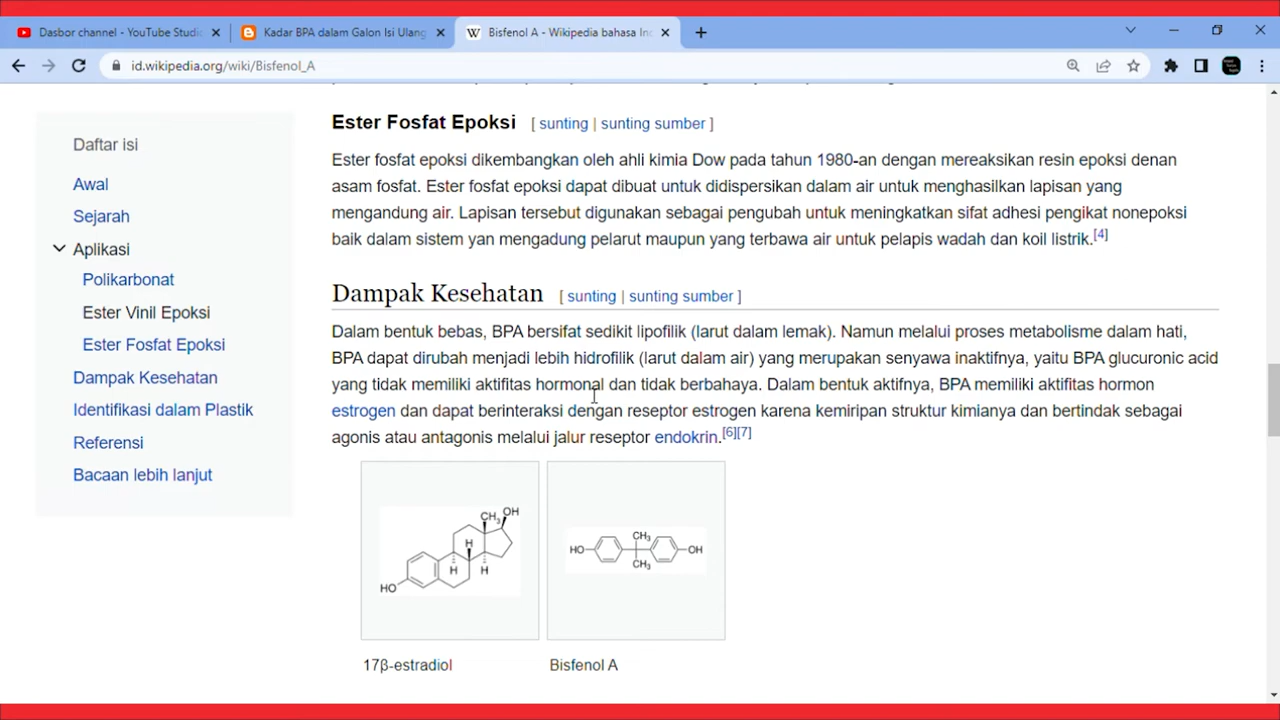 Dasbor channel - YouTube Studio
Kadar BPA dalam Galon Isi Ulang
Bisfenol A - Wikipedia bahasa Ind
id.wikipedia.org/wiki/Bisfenol_A
Daftar isi
Awal
Sejarah
Aplikasi
Polikarbonat
Ester Vinil Epoksi
Ester Fosfat Epoksi
Dampak Kesehatan
Identifikasi dalam Plastik
Referensi
Bacaan lebih lanjut
Ester Fosfat Epoksi [ sunting | sunting sumber ]
Ester fosfat epoksi dikembangkan oleh ahli kimia Dow pada tahun 1980-an dengan mereaksikan resin epoksi denan
asam fosfat. Ester fosfat epoksi dapat dibuat untuk didispersikan dalam air untuk menghasilkan lapisan yang
mengandung air. Lapisan tersebut digunakan sebagai pengubah untuk meningkatkan sifat adhesi pengikat nonepoksi
baik dalam sistem yan mengadung pelarut maupun yang terbawa air untuk pelapis wadah dan koil listrik.[4]
Dampak Kesehatan [ sunting | sunting sumber ]
Dalam bentuk bebas, BPA bersifat sedikit lipofilik (larut dalam lemak). Namun melalui proses metabolisme dalam hati,
BPA dapat dirubah menjadi lebih hidrofilik (larut dalam air) yang merupakan senyawa inaktifnya, yaitu BPA glucuronic acid
yang tidak memiliki aktifitas hormonal dan tidak berbahaya. Dalam bentuk aktifnya, BPA memiliki aktifitas hormon
estrogen dan dapat berinteraksi dengan reseptor estrogen karena kemiripan struktur kimianya dan bertindak sebagai
agonis atau antagonis melalui jalur reseptor endokrin.[6][7]
CH3 OH
H
H H
HO
CH3
HO OH
CH3
17β-estradiol
Bisfenol A